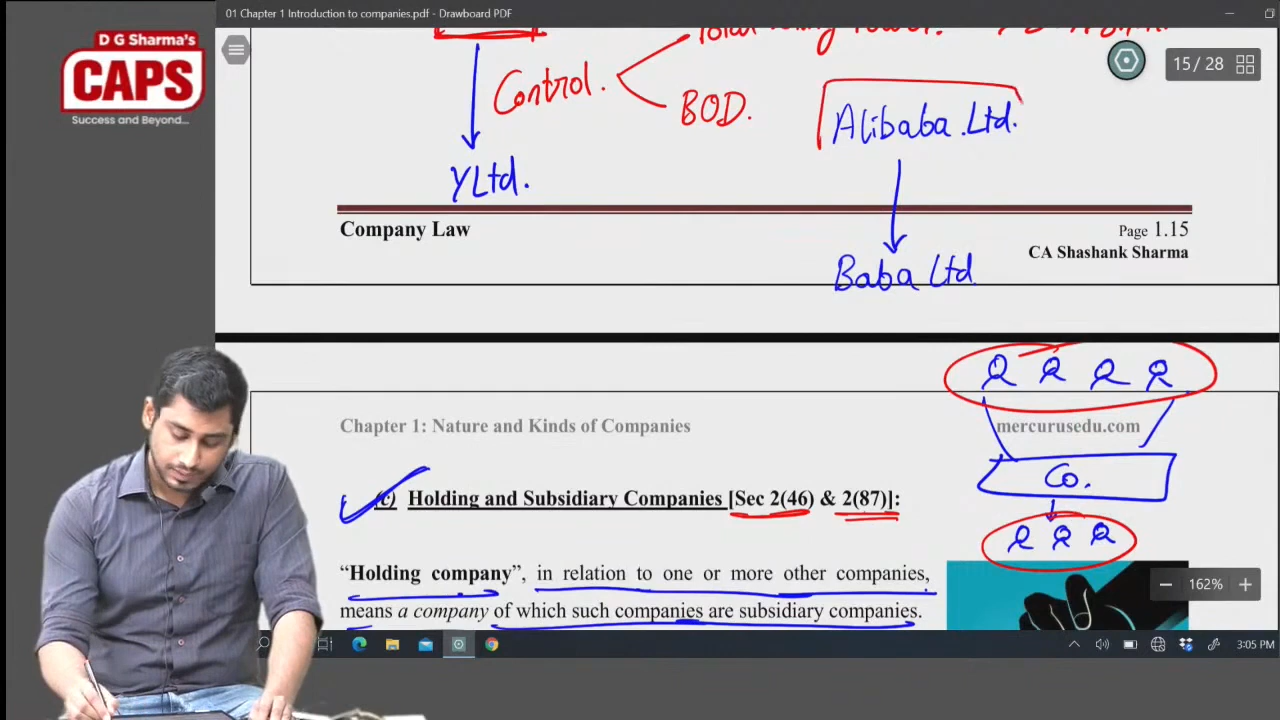 01 Chapter 1 Introduction to companies.pdf - Drawboard PDF
D G Sharma's
CAPS
Success and Beyond...
15 / 28
Control.
BOD.
Alibaba Ltd.
Y Ltd.
Company Law
Page 1.15
CA Shashank Sharma
Baba Ltd
Chapter 1: Nature and Kinds of Companies
mercurusedu.com
Co.
(c) Holding and Subsidiary Companies [Sec 2(46) & 2(87)]:
“Holding company”, in relation to one or more other companies,
means a company of which such companies are subsidiary companies.
162%
3:05 PM